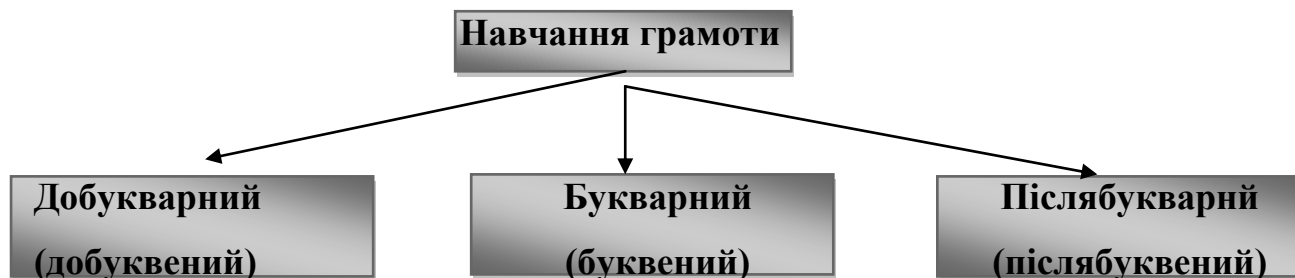 Навчання грамоти
Добукварний
(добуквений)
Букварний
(буквений)
Післябукварнй
(післябуквений)